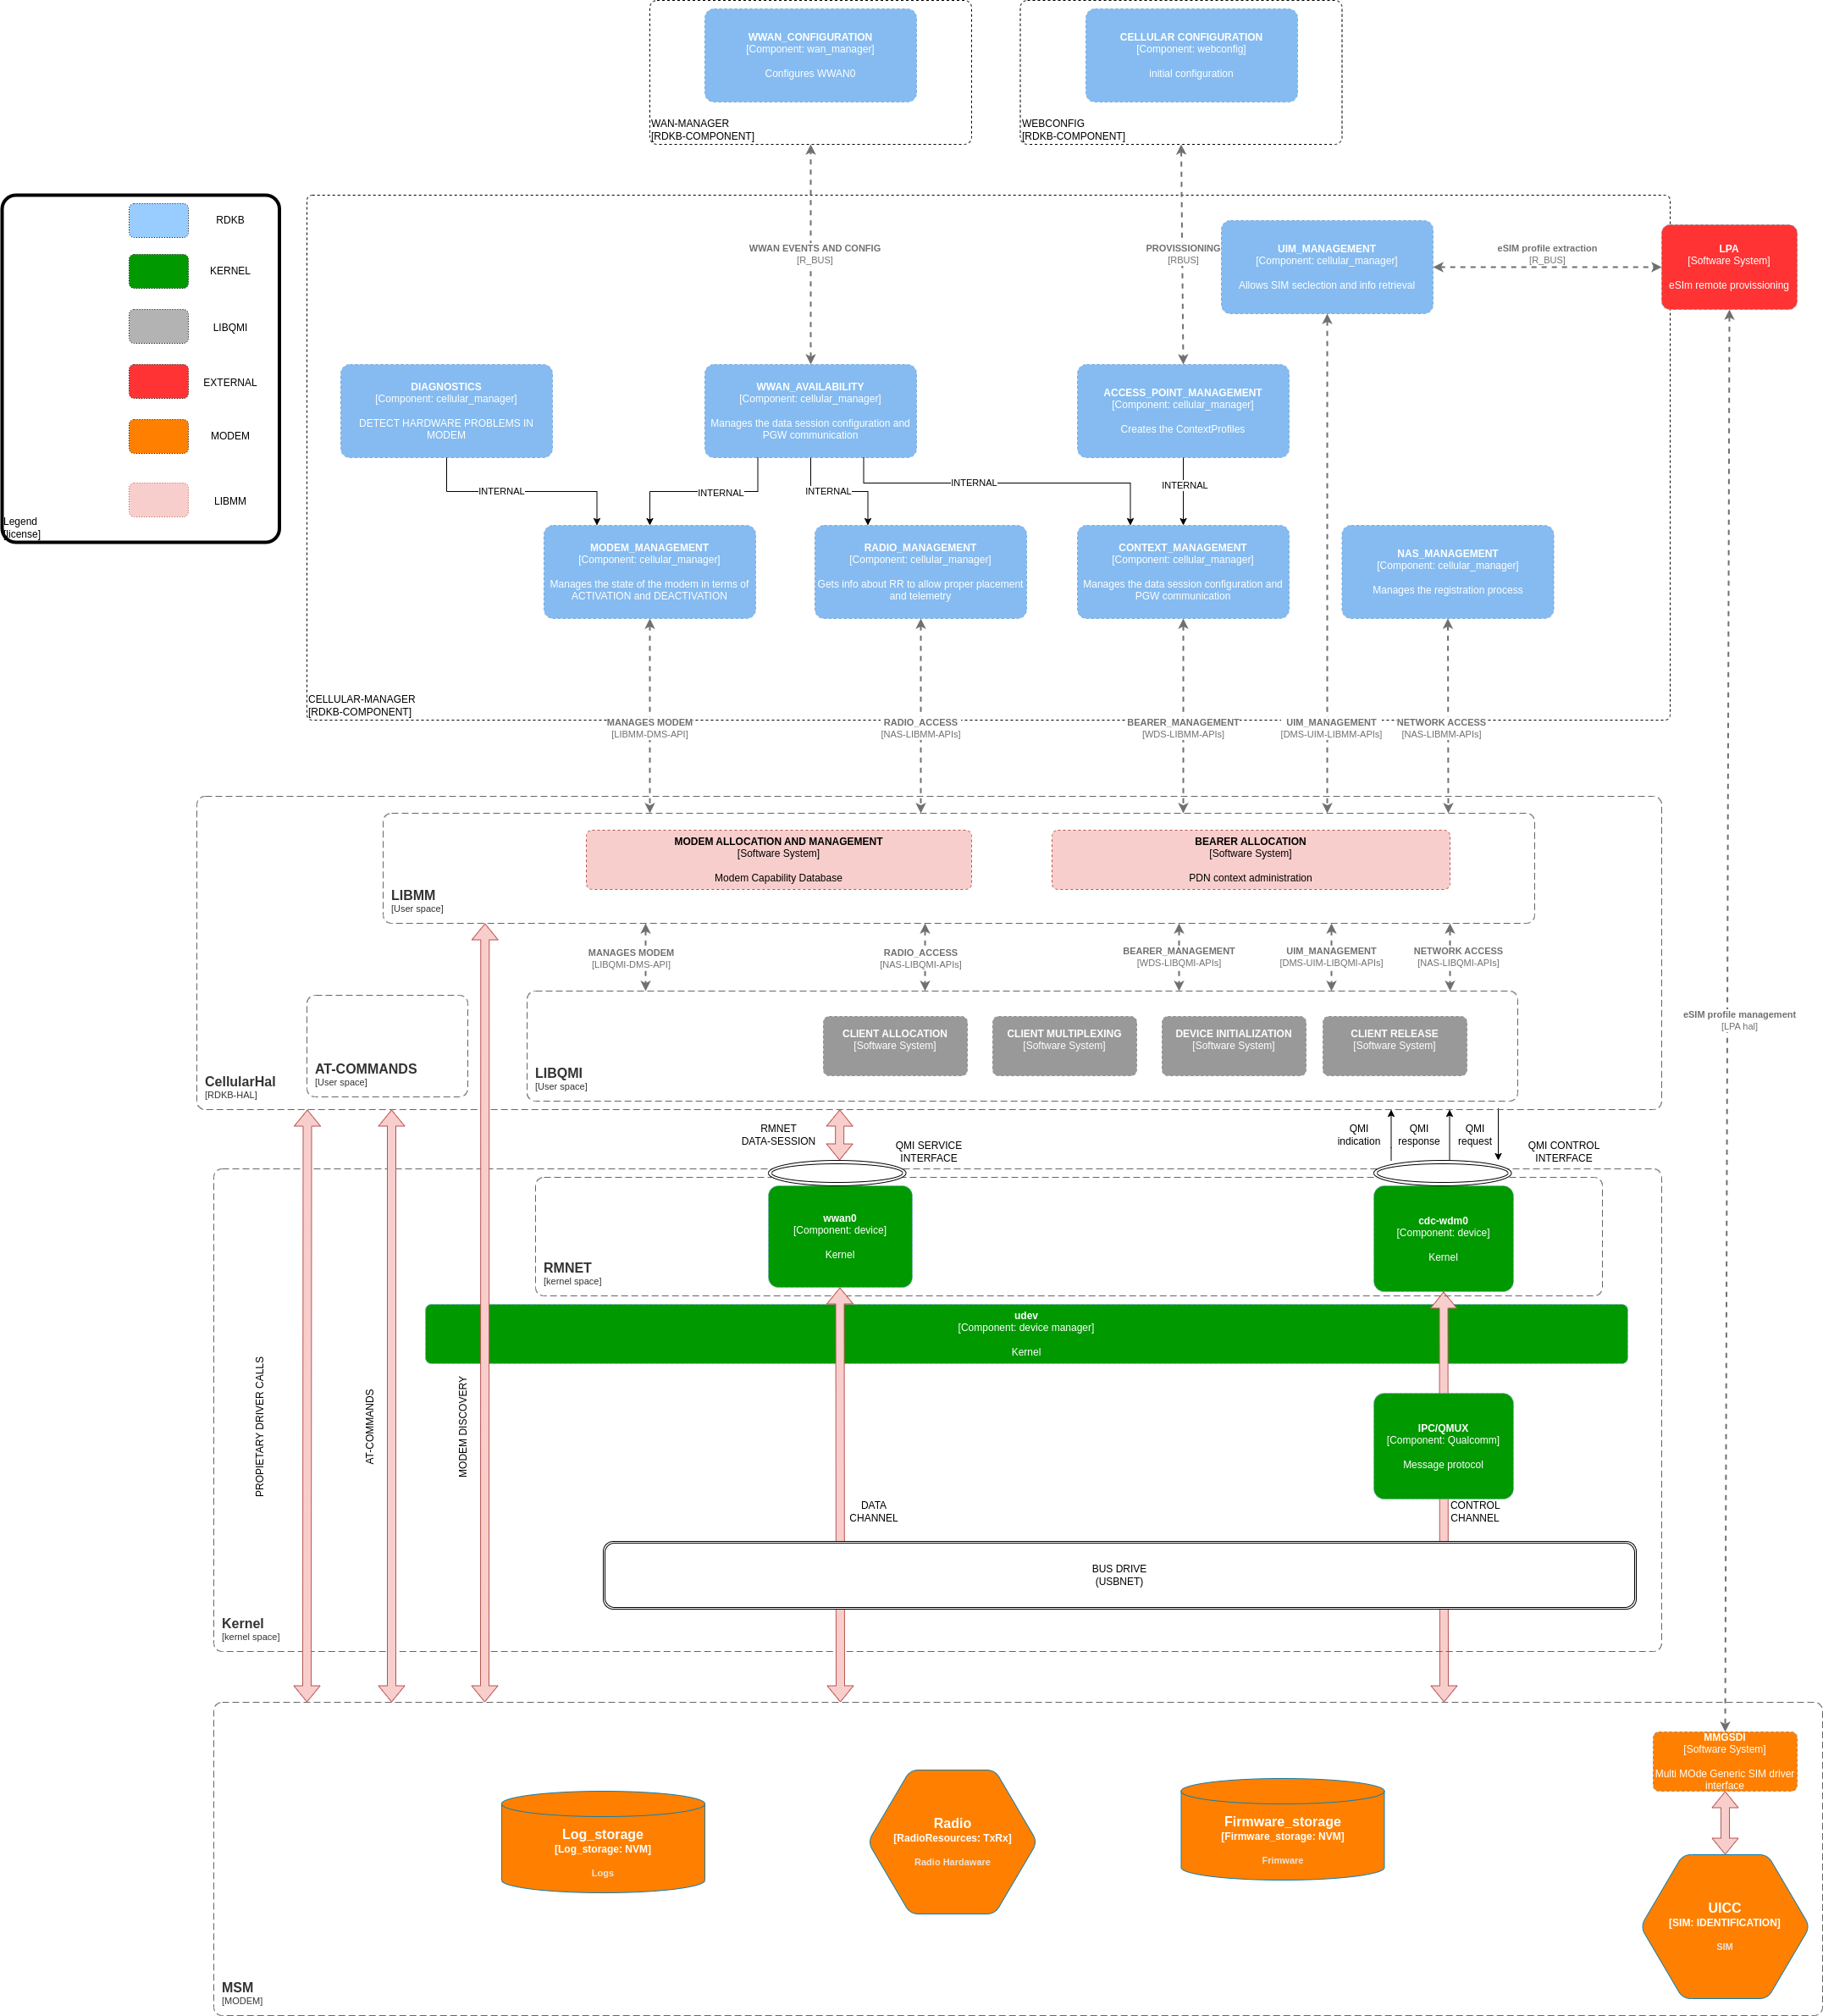 WWAN_CONFIGURATION
[Component: wan_manager]
Configures WWAN0
WAN-MANAGER
[RDKB-COMPONENT]
CELLULAR CONFIGURATION
[Component: webconfig]
initial configuration
WEBCONFIG
[RDKB-COMPONENT]
RDKB
KERNEL
LIBQMI
EXTERNAL
MODEM
LIBMM
Legend
[license]
WWAN EVENTS AND CONFIG
[R_BUS]
PROVISSIONING
[RBUS]
UIM_MANAGEMENT
[Component: cellular_manager]
Allows SIM seclection and info retrieval
eSIM profile extraction
[R_BUS]
LPA
[Software System]
eSIm remote provissioning
DIAGNOSTICS
[Component: cellular_manager]
DETECT HARDWARE PROBLEMS IN
MODEM
WWAN_AVAILABILITY
[Component: cellular_manager]
Manages the data session configuration and
PGW communication
ACCESS_POINT_MANAGEMENT
[Component: cellular_manager]
Creates the ContextProfiles
INTERNAL
INTERNAL
INTERNAL
INTERNAL
INTERNAL
MODEM_MANAGEMENT
[Component: cellular_manager]
Manages the state of the modem in terms of
ACTIVATION and DEACTIVATION
RADIO_MANAGEMENT
[Component: cellular_manager]
Gets info about RR to allow proper placement
and telemetry
CONTEXT_MANAGEMENT
[Component: cellular_manager]
Manages the data session configuration and
PGW communication
NAS_MANAGEMENT
[Component: cellular_manager]
Manages the registration process
CELLULAR-MANAGER
[RDKB-COMPONENT]
MANAGES MODEM
[LIBMM-DMS-API]
RADIO_ACCESS
[NAS-LIBMM-APIs]
BEARER_MANAGEMENT
[WDS-LIBMM-APIs]
UIM_MANAGEMENT
[DMS-UIM-LIBMM-APIs]
NETWORK ACCESS
[NAS-LIBMM-APIs]
MODEM ALLOCATION AND MANAGEMENT
[Software System]
Modem Capability Database
BEARER ALLOCATION
[Software System]
PDN context administration
LIBMM
[User space]
MANAGES MODEM
[LIBQMI-DMS-API]
RADIO_ACCESS
[NAS-LIBQMI-APIs]
BEARER_MANAGEMENT
[WDS-LIBQMI-APIs]
UIM_MANAGEMENT
[DMS-UIM-LIBQMI-APIs]
NETWORK ACCESS
[NAS-LIBQMI-APIs]
eSIM profile management
[LPA hal]
CLIENT ALLOCATION
[Software System]
CLIENT MULTIPLEXING
[Software System]
DEVICE INITIALIZATION
[Software System]
CLIENT RELEASE
[Software System]
AT-COMMANDS
[User space]
LIBQMI
[User space]
CellularHal
[RDKB-HAL]
RMNET
DATA-SESSION
QMI SERVICE
INTERFACE
QMI
indication
QMI
response
QMI
request
QMI CONTROL
INTERFACE
wwan0
[Component: device]
Kernel
cdc-wdm0
[Component: device]
Kernel
RMNET
[kernel space]
udev
[Component: device manager]
Kernel
PROPIETARY DRIVER CALLS
AT-COMMANDS
MODEM DISCOVERY
IPC/QMUX
[Component: Qualcomm]
Message protocol
DATA
CHANNEL
CONTROL
CHANNEL
BUS DRIVE
(USBNET)
Kernel
[kernel space]
MMGSDI
[Software System]
Multi MOde Generic SIM driver
interface
Log_storage
[Log_storage: NVM]
Logs
Radio
[RadioResources: TxRx]
Radio Hardaware
Firmware_storage
[Firmware_storage: NVM]
Frimware
UICC
[SIM: IDENTIFICATION]
SIM
MSM
[MODEM]